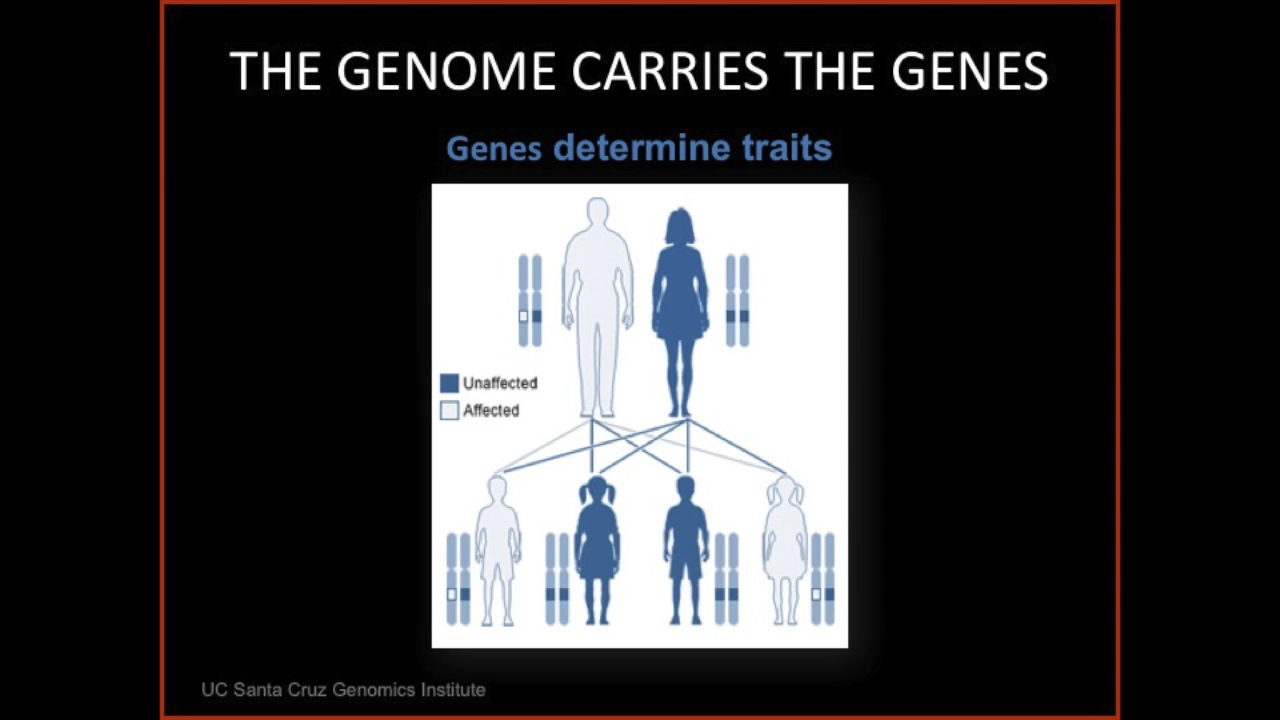 THE GENOME CARRIES THE GENES
Genes determine traits
Unaffected
Affected
UC Santa Cruz Genomics Institute